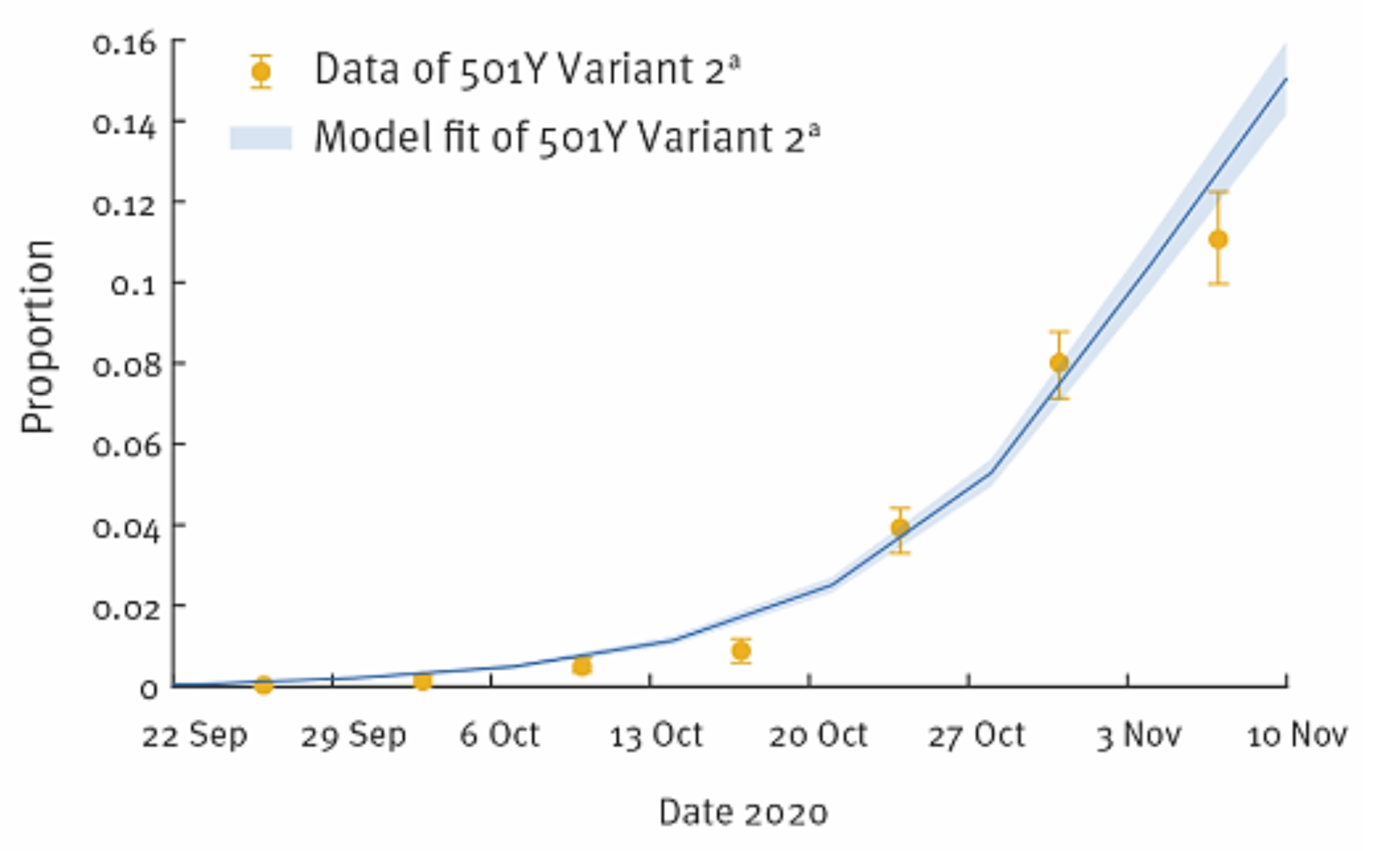 0.16
Data of 501Y Variant 2ᵃ
0.14
Model fit of 501Y Variant 2ᵃ
0.12
0.1
0.08
0.06
0.04
0.02
0
Proportion
22 Sep 29 Sep 6 Oct 13 Oct 20 Oct 27 Oct 3 Nov 10 Nov
Date 2020